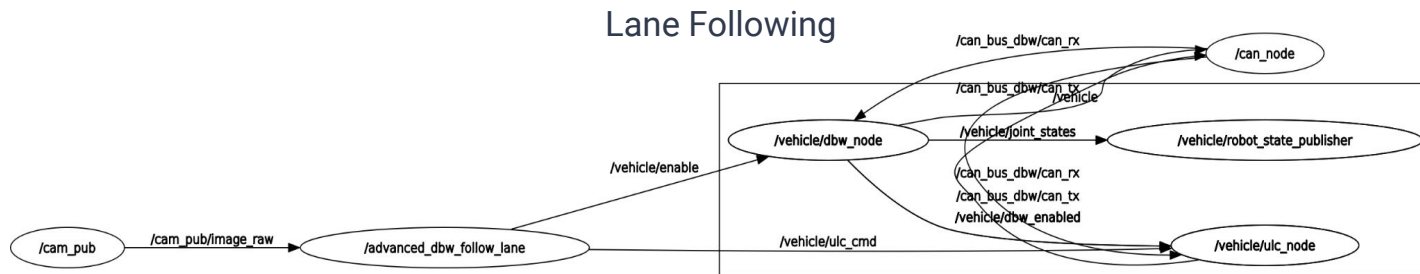 Lane Following
/can_bus_dbw/can_rx
/can_node
/can_bus_dbw/can_tx
/vehicle
/vehicle/dbw_node
/vehicle/joint_states
/vehicle/robot_state_publisher
/vehicle/enable
/can_bus_dbw/can_rx
/can_bus_dbw/can_tx
/vehicle/dbw_enabled
/cam_pub
/cam_pub/image_raw
/advanced_dbw_follow_lane
/vehicle/ulc_cmd
/vehicle/ulc_node